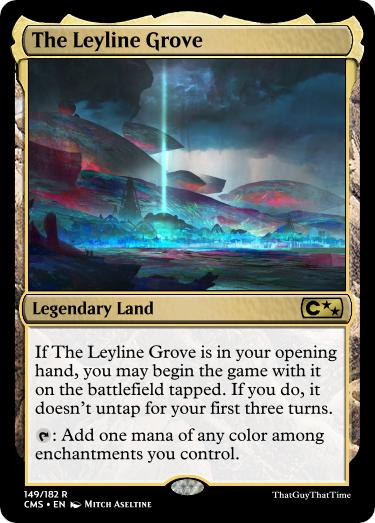 The Leyline Grove
Legendary Land
C
If The Leyline Grove is in your opening
hand, you may begin the game with it
on the battlefield tapped. If you do, it
doesn't untap for your first three turns.
: Add one mana of any color among
enchantments you control.
149/182 R
CMS • EN Mitch Aseltine
ThatGuyThatTime